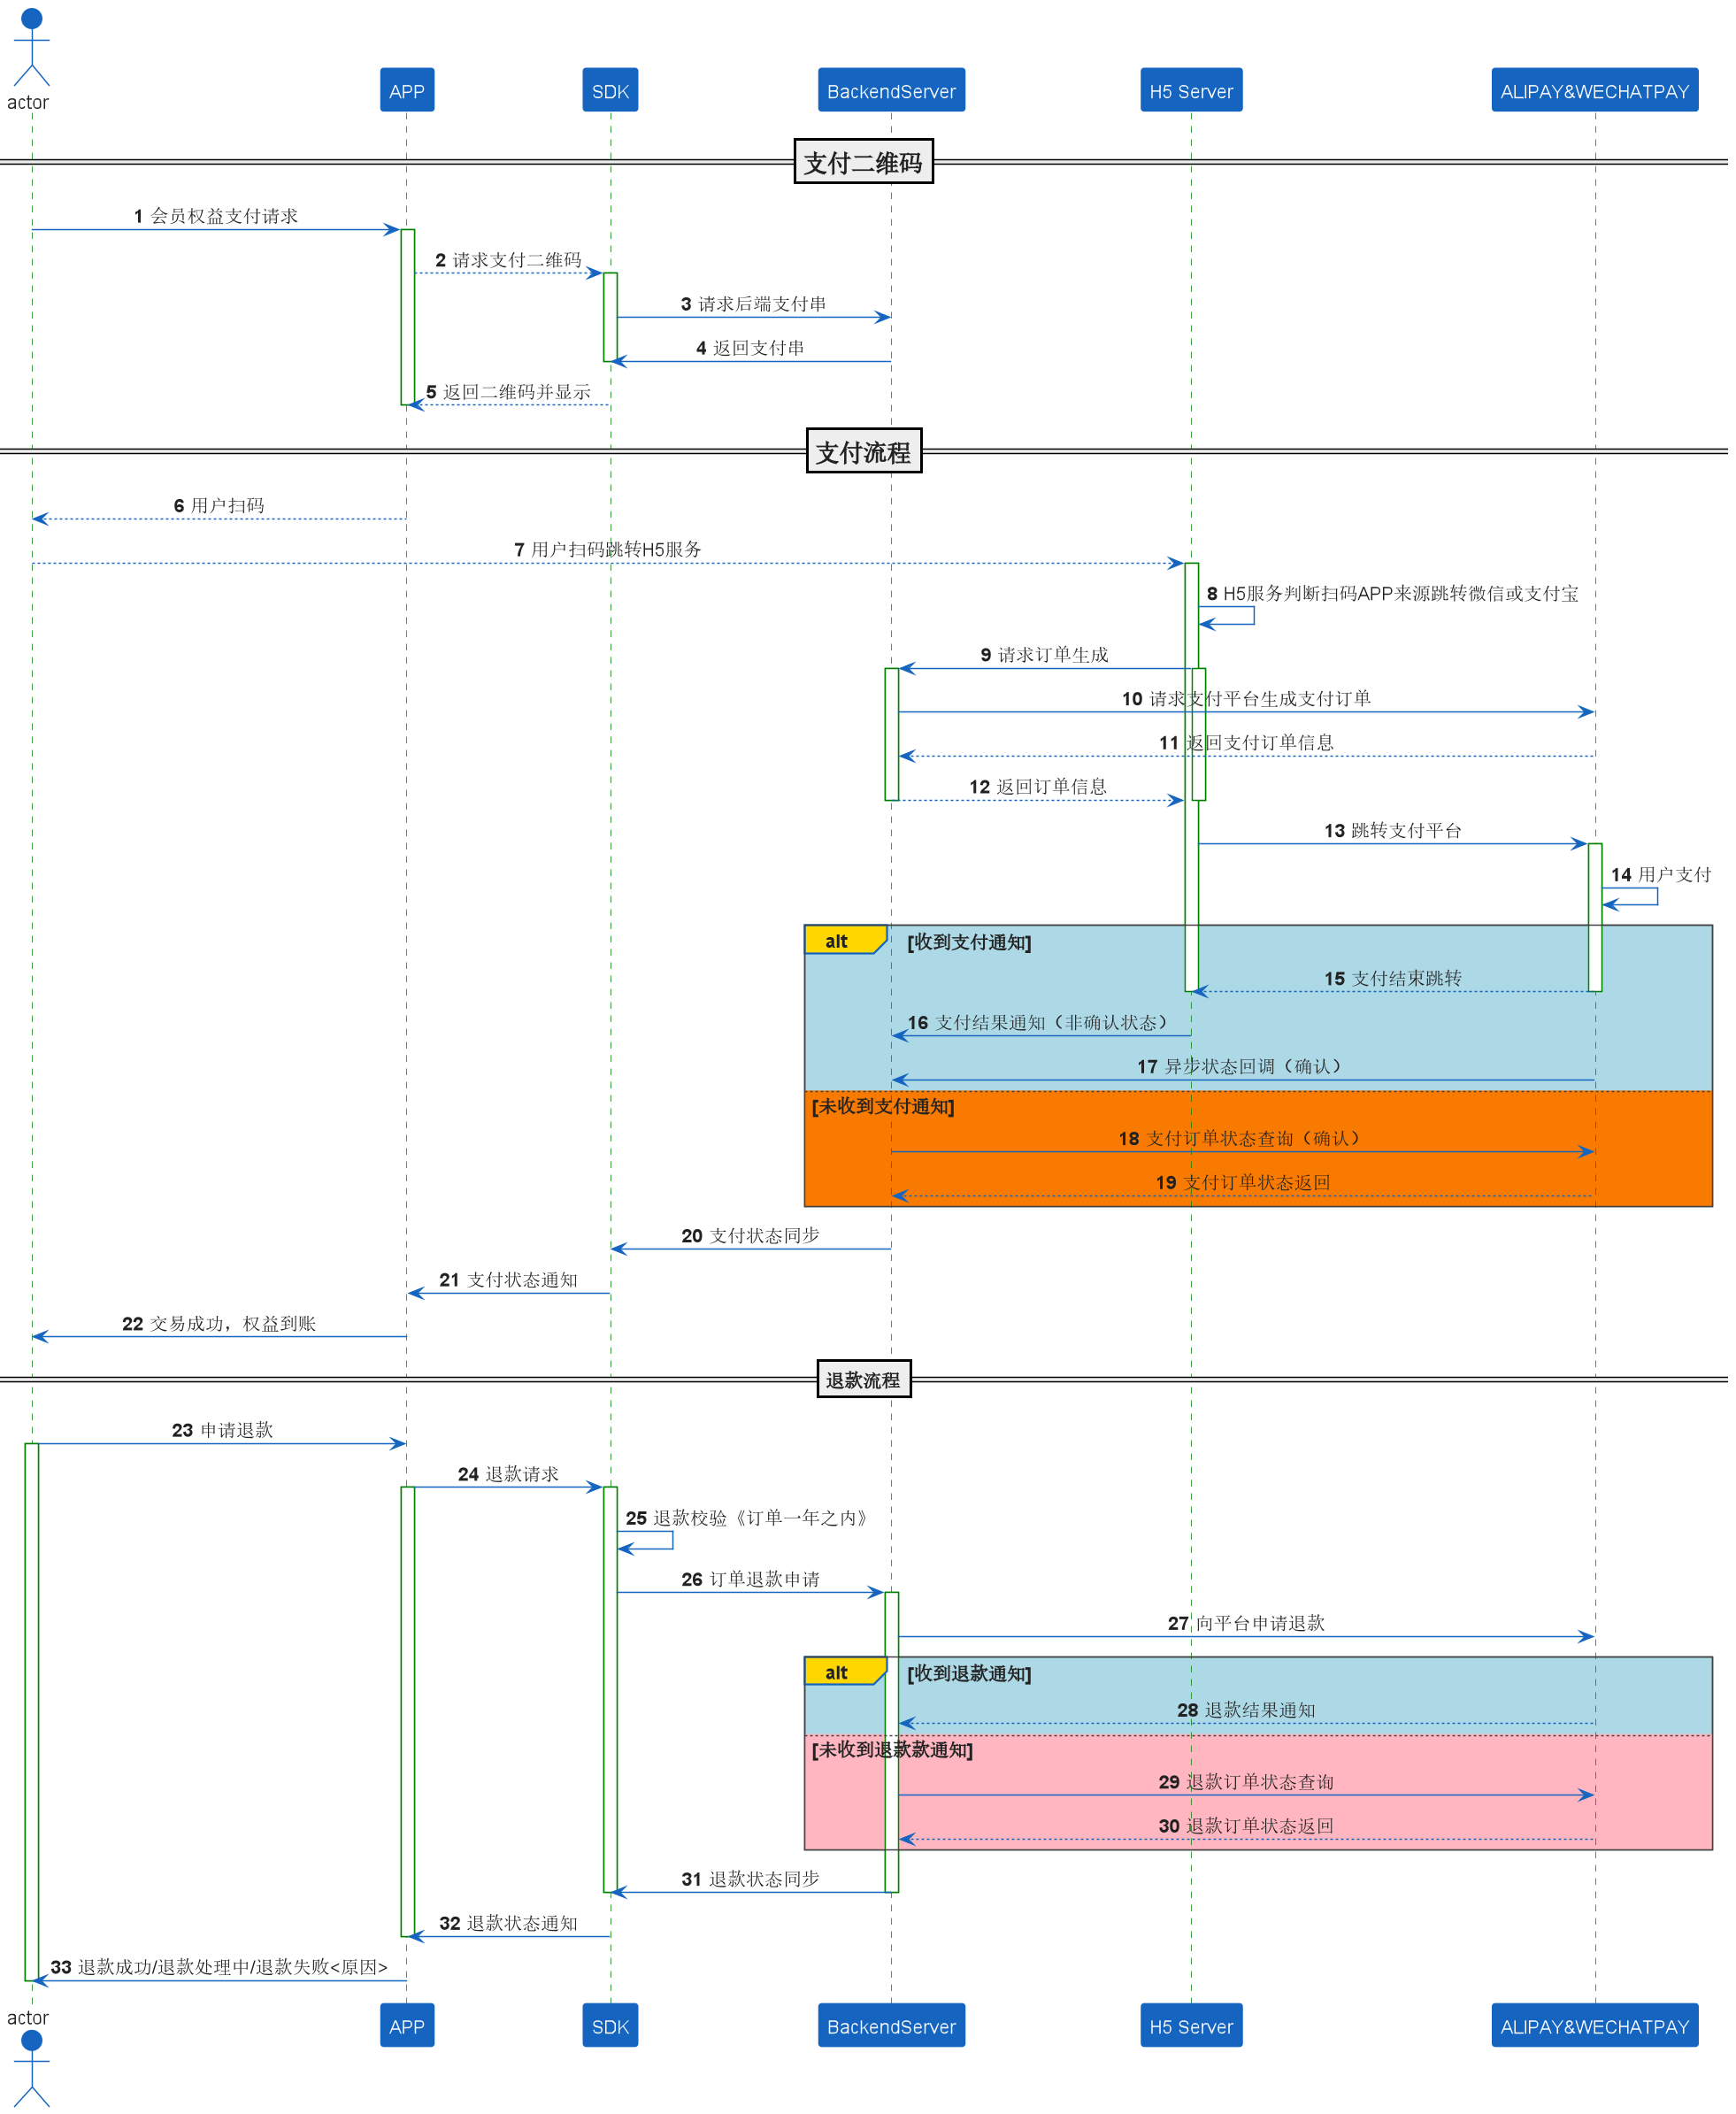 actor
APP
SDK
BackendServer
H5 Server
ALIPAY&WECHATPAY
支付二维码
1 会员权益支付请求
2 请求支付二维码
3 请求后端支付串
4 返回支付串
5 返回二维码并显示
支付流程
6 用户扫码
7 用户扫码跳转H5服务
8 H5服务判断扫码APP来源跳转微信或支付宝
9 请求订单生成
10 请求支付平台生成支付订单
11 返回支付订单信息
12 返回订单信息
13 跳转支付平台
14 用户支付
alt [收到支付通知]
15 支付结束跳转
16 支付结果通知（非确认状态）
17 异步状态回调（确认）
[未收到支付通知]
18 支付订单状态查询（确认）
19 支付订单状态返回
20 支付状态同步
21 支付状态通知
22 交易成功，权益到账
退款流程
23 申请退款
24 退款请求
25 退款校验《订单一年之内》
26 订单退款申请
27 向平台申请退款
alt [收到退款通知]
28 退款结果通知
[未收到退款款通知]
29 退款订单状态查询
30 退款订单状态返回
31 退款状态同步
32 退款状态通知
33 退款成功/退款处理中/退款失败<原因>
actor
APP
SDK
BackendServer
H5 Server
ALIPAY&WECHATPAY